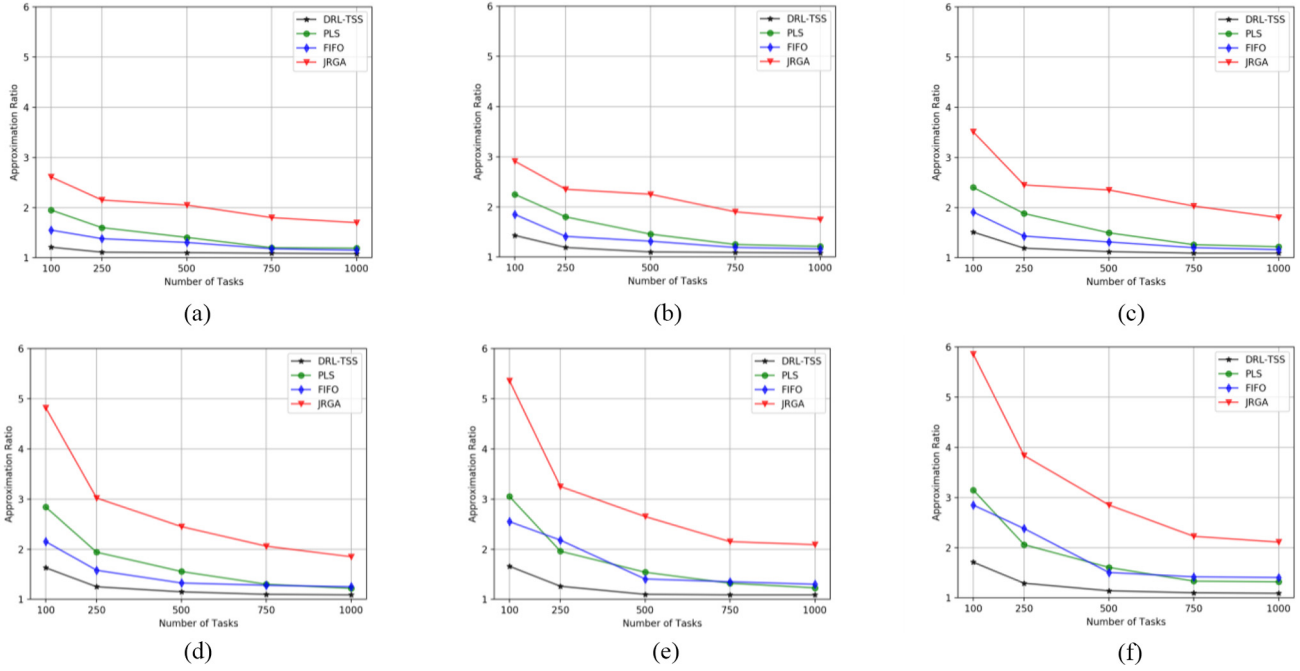 6
5
4
3
2
1
Approximation Ratio
DRL-TSS
PLS
FIFO
JRGA
100 250 500 750 1000
Number of Tasks
(a)
6
5
4
3
2
1
Approximation Ratio
DRL-TSS
PLS
FIFO
JRGA
100 250 500 750 1000
Number of Tasks
(b)
6
5
4
3
2
1
Approximation Ratio
DRL-TSS
PLS
FIFO
JRGA
100 250 500 750 1000
Number of Tasks
(c)
6
5
4
3
2
1
Approximation Ratio
DRL-TSS
PLS
FIFO
JRGA
100 250 500 750 1000
Number of Tasks
(d)
6
5
4
3
2
1
Approximation Ratio
DRL-TSS
PLS
FIFO
JRGA
100 250 500 750 1000
Number of Tasks
(e)
6
5
4
3
2
1
Approximation Ratio
DRL-TSS
PLS
FIFO
JRGA
100 250 500 750 1000
Number of Tasks
(f)